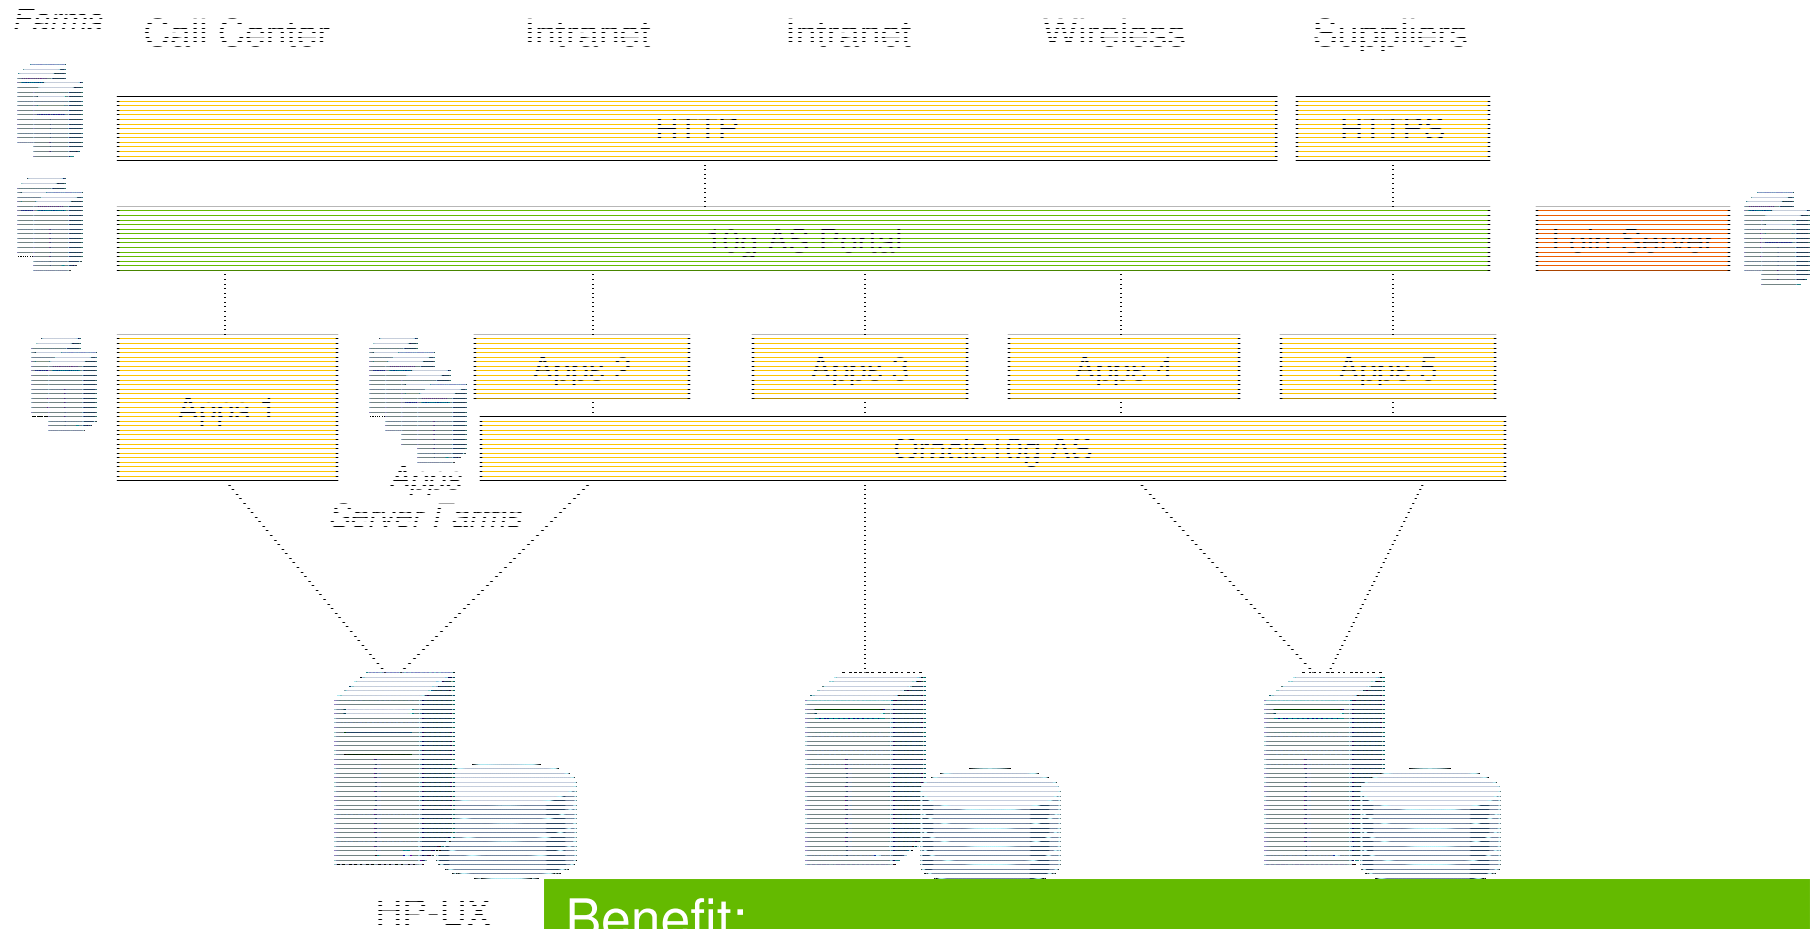 Farms
Call Center Intranet Intranet Wireless Suppliers
HTTP HTTPS
10g AS Portal
Apps 2 Apps 3 Apps 4 Apps 5
Apps 1
Oracle10g AS
Apps
Server Farms
HP-UX
Benefit: